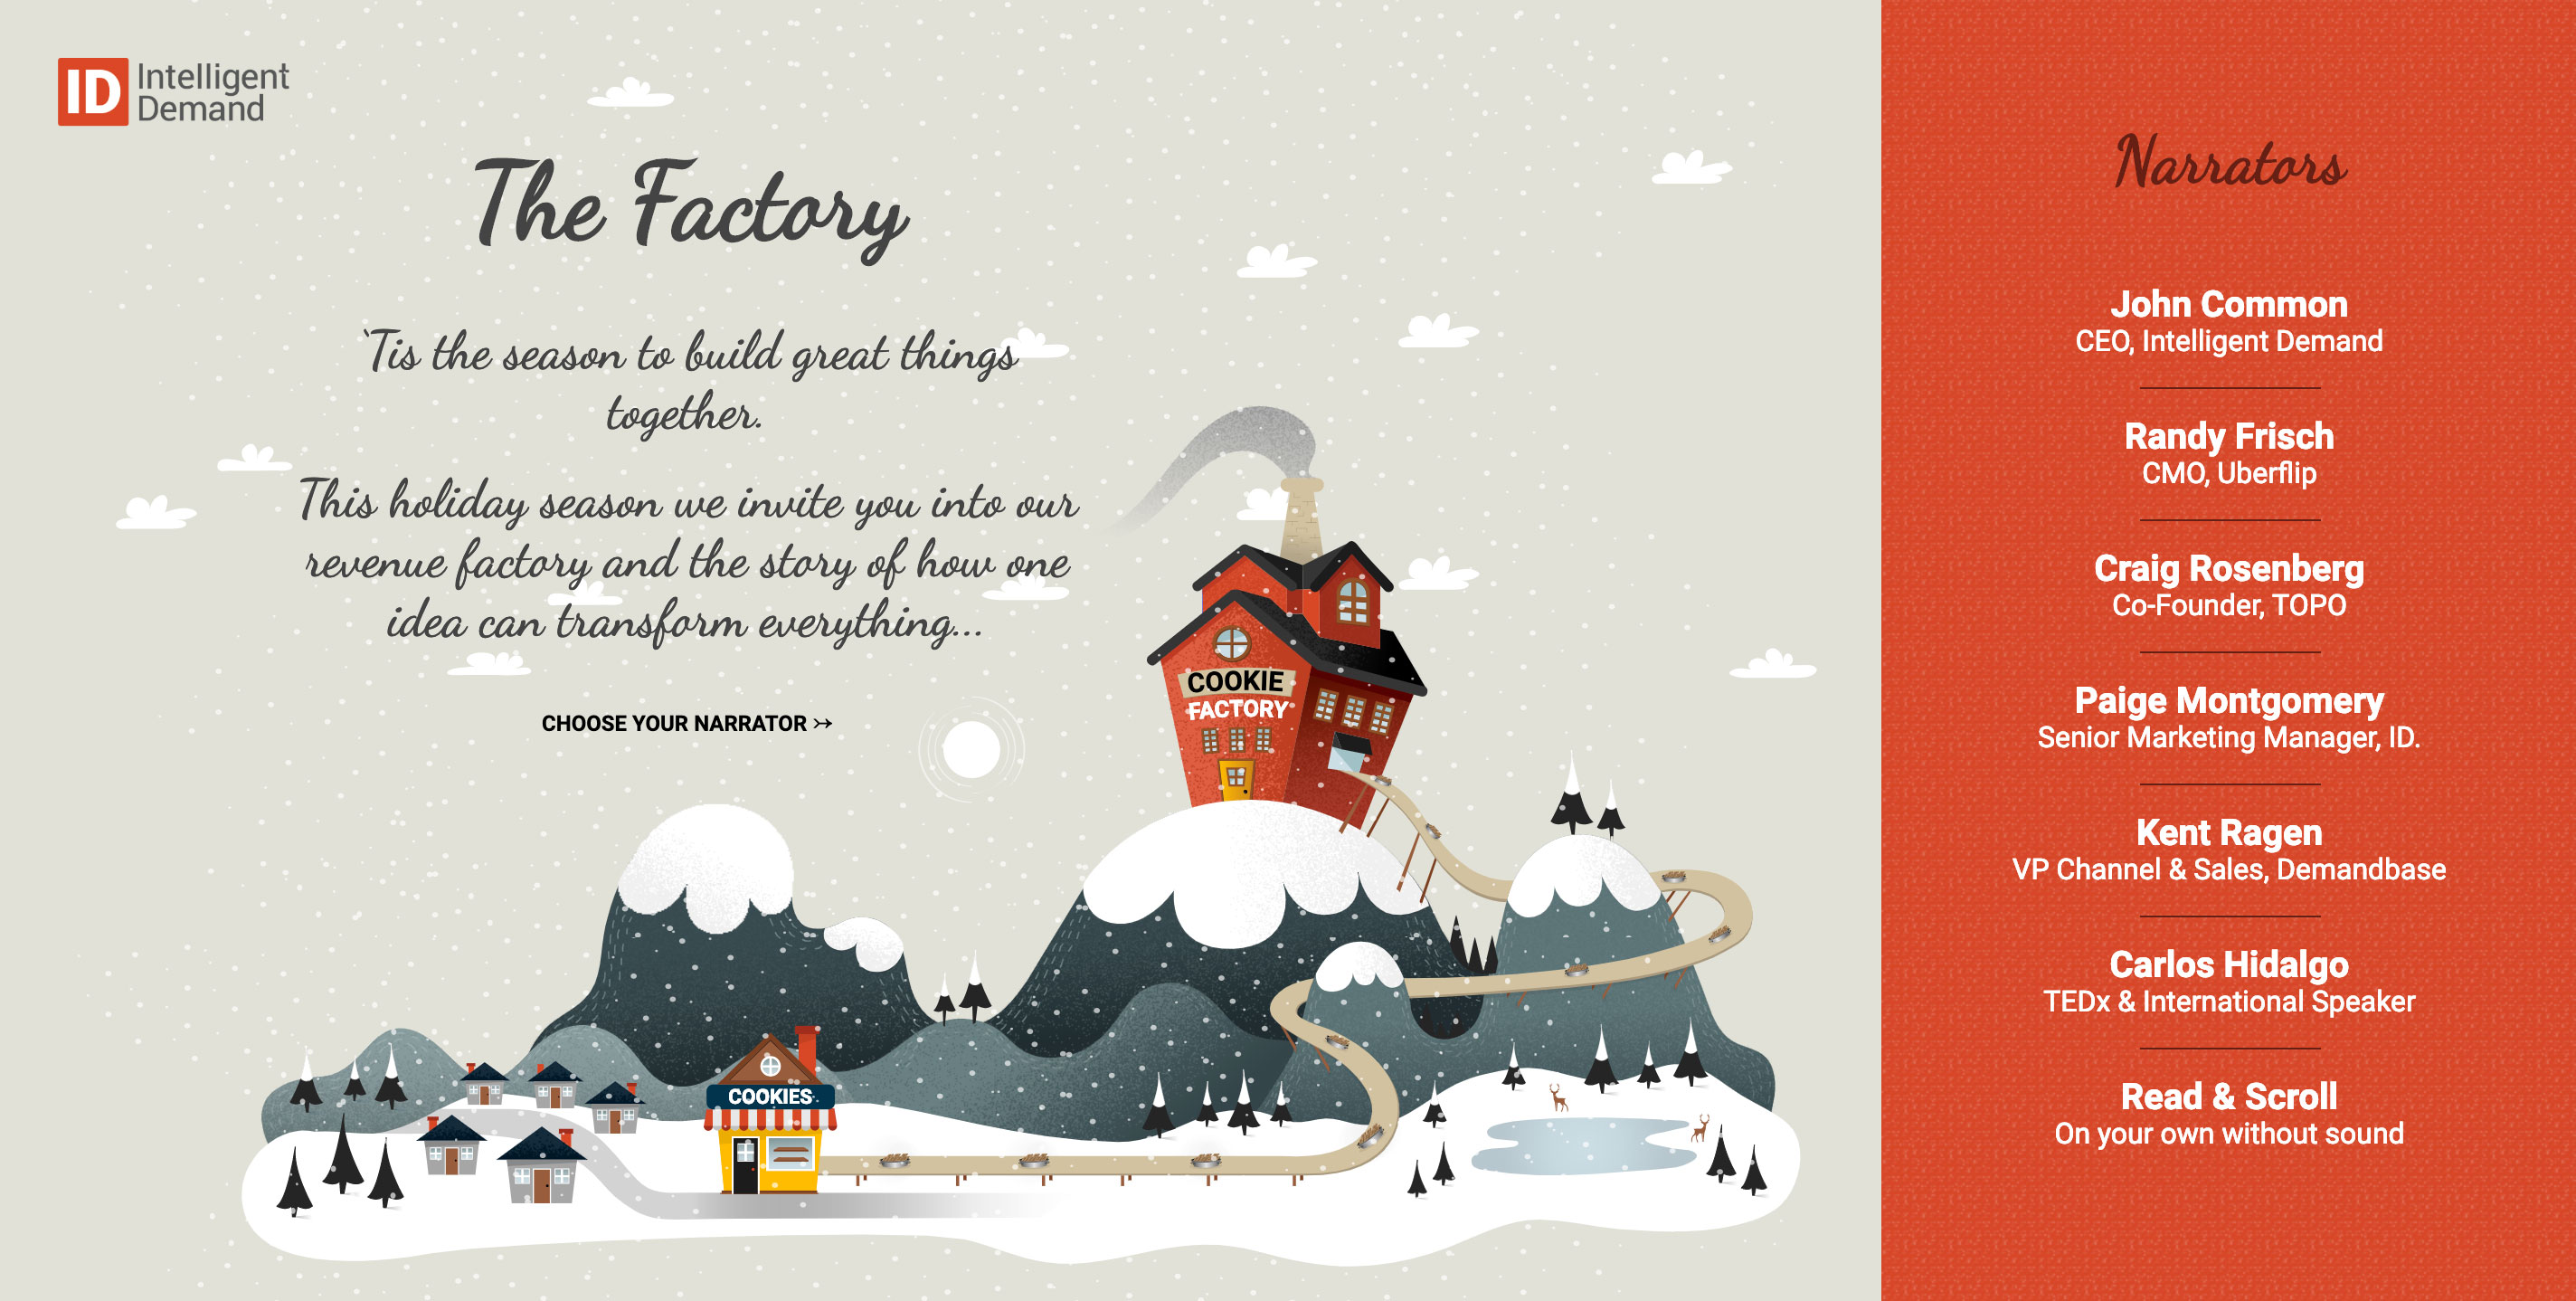 ID Intelligent
Demand
The Factory
‘Tis the season to build great things
together.
This holiday season we invite you into our
revenue factory and the story of how one
idea can transform everything...
CHOOSE YOUR NARRATOR ↣
COOKIE
FACTORY
COOKIES
Narrators
John Common
CEO, Intelligent Demand
Randy Frisch
CMO, Uberflip
Craig Rosenberg
Co-Founder, TOPO
Paige Montgomery
Senior Marketing Manager, ID.
Kent Ragen
VP Channel & Sales, Demandbase
Carlos Hidalgo
TEDx & International Speaker
Read & Scroll
On your own without sound